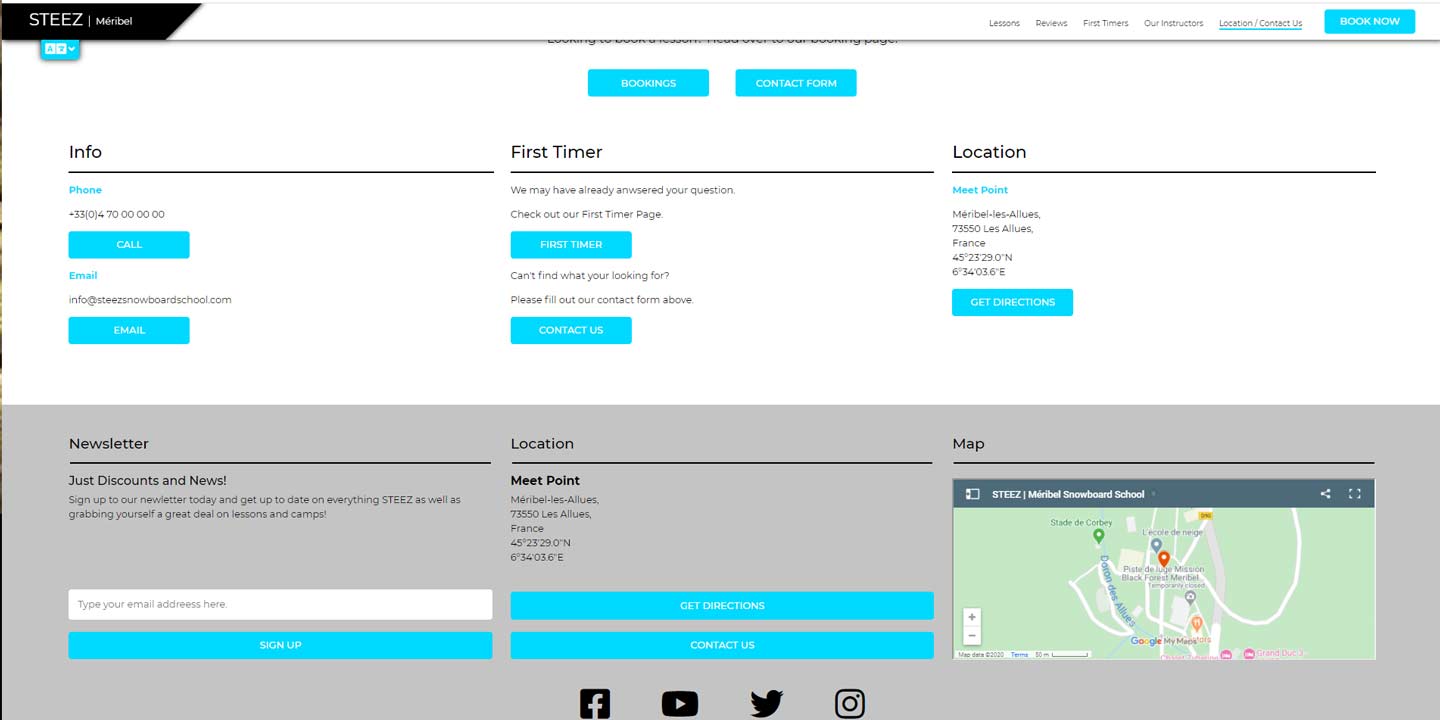 STEEZ | Méribel
Lessons
Reviews
First Timers
Our Instructors
Location / Contact Us
BOOK NOW
Looking to book a lesson? Head over to our booking page.
BOOKINGS
CONTACT FORM
Info
Phone
+33(0)4 70 00 00 00
CALL
Email
info@steezsnowboardschool.com
EMAIL
First Timer
We may have already anwsered your question.
Check out our First Timer Page.
FIRST TIMER
Can't find what your looking for?
Please fill out our contact form above.
CONTACT US
Location
Meet Point
Méribel-les-Allues,
73550 Les Allues,
France
45°23'29.0"N
6°34'03.6"E
GET DIRECTIONS
Newsletter
Just Discounts and News!
Sign up to our newletter today and get up to date on everything STEEZ as well as
grabbing yourself a great deal on lessons and camps!
Type your email addreess here.
SIGN UP
Location
Meet Point
Méribel-les-Allues,
73550 Les Allues,
France
45°23'29.0"N
6°34'03.6"E
GET DIRECTIONS
CONTACT US
Map
STEEZ | Méribel Snowboard School
D90
Stade de Corbey
L'école de neige
Piste de luge Mission
Black Forest Meribel
Temporarily closed
Doron des Allues
Google My Maps
Chalet
Grand Duc 3
Map data ©2020
Terms
50 m